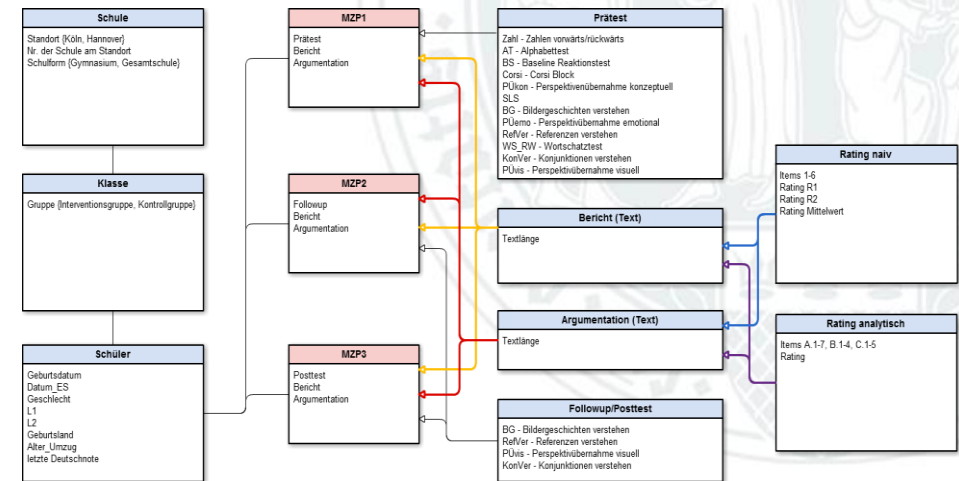 Schule
Standort {Köln, Hannover}
Nr. der Schule am Standort
Schulform {Gymnasium, Gesamtschule}
Klasse
Gruppe {Interventionsgruppe, Kontrollgruppe}
Schüler
Geburtsdatum
Datum_ES
Geschlecht
L1
L2
Geburtsland
Alter_Umzug
letzte Deutschnote
MZP1
Prätest
Bericht
Argumentation
MZP2
Followup
Bericht
Argumentation
MZP3
Posttest
Bericht
Argumentation
Prätest
Zahl - Zahlen vorwärts/rückwärts
AT - Alphabettest
BS - Baseline Reaktionstest
Corsi - Corsi Block
PÜkon - Perspektivenübernahme konzeptuell
SLS
BG - Bildergeschichten verstehen
PÜemo - Perspektivübernahme emotional
RefVer - Referenzen verstehen
WS_RW - Wortschatztest
KonVer - Konjunktionen verstehen
PÜvis - Perspektivübernahme visuell
Bericht (Text)
Textlänge
Argumentation (Text)
Textlänge
Followup/Posttest
BG - Bildergeschichten verstehen
RefVer - Referenzen verstehen
PÜvis - Perspektivübernahme visuell
KonVer - Konjunktionen verstehen
Rating naiv
Items 1-6
Rating R1
Rating R2
Rating Mittelwert
Rating analytisch
Items A.1-7, B.1-4, C.1-5
Rating